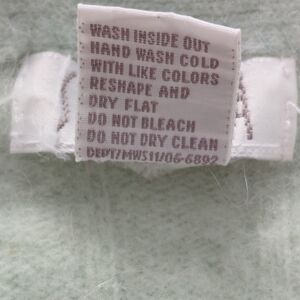 WASH INSIDE OUT
HAND WASH COLD
WITH LIKE COLORS
RESHAPE AND
DRY FLAT
DO NOT BLEACH
DO NOT DRY CLEAN
DEPT/MWS11/06-6892